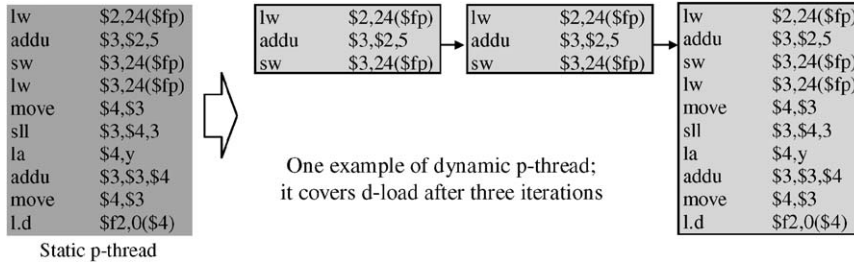 lw $2,24($fp)
addu $3,$2,5
sw $3,24($fp)
lw $3,24($fp)
move $4,$3
sll $3,$4,3
la $4,y
addu $3,$3,$4
move $4,$3
l.d $f2,0($4)
Static p-thread
lw $2,24($fp)
addu $3,$2,5
sw $3,24($fp)
lw $2,24($fp)
addu $3,$2,5
sw $3,24($fp)
One example of dynamic p-thread;
it covers d-load after three iterations
lw $2,24($fp)
addu $3,$2,5
sw $3,24($fp)
lw $3,24($fp)
move $4,$3
sll $3,$4,3
la $4,y
addu $3,$3,$4
move $4,$3
l.d $f2,0($4)